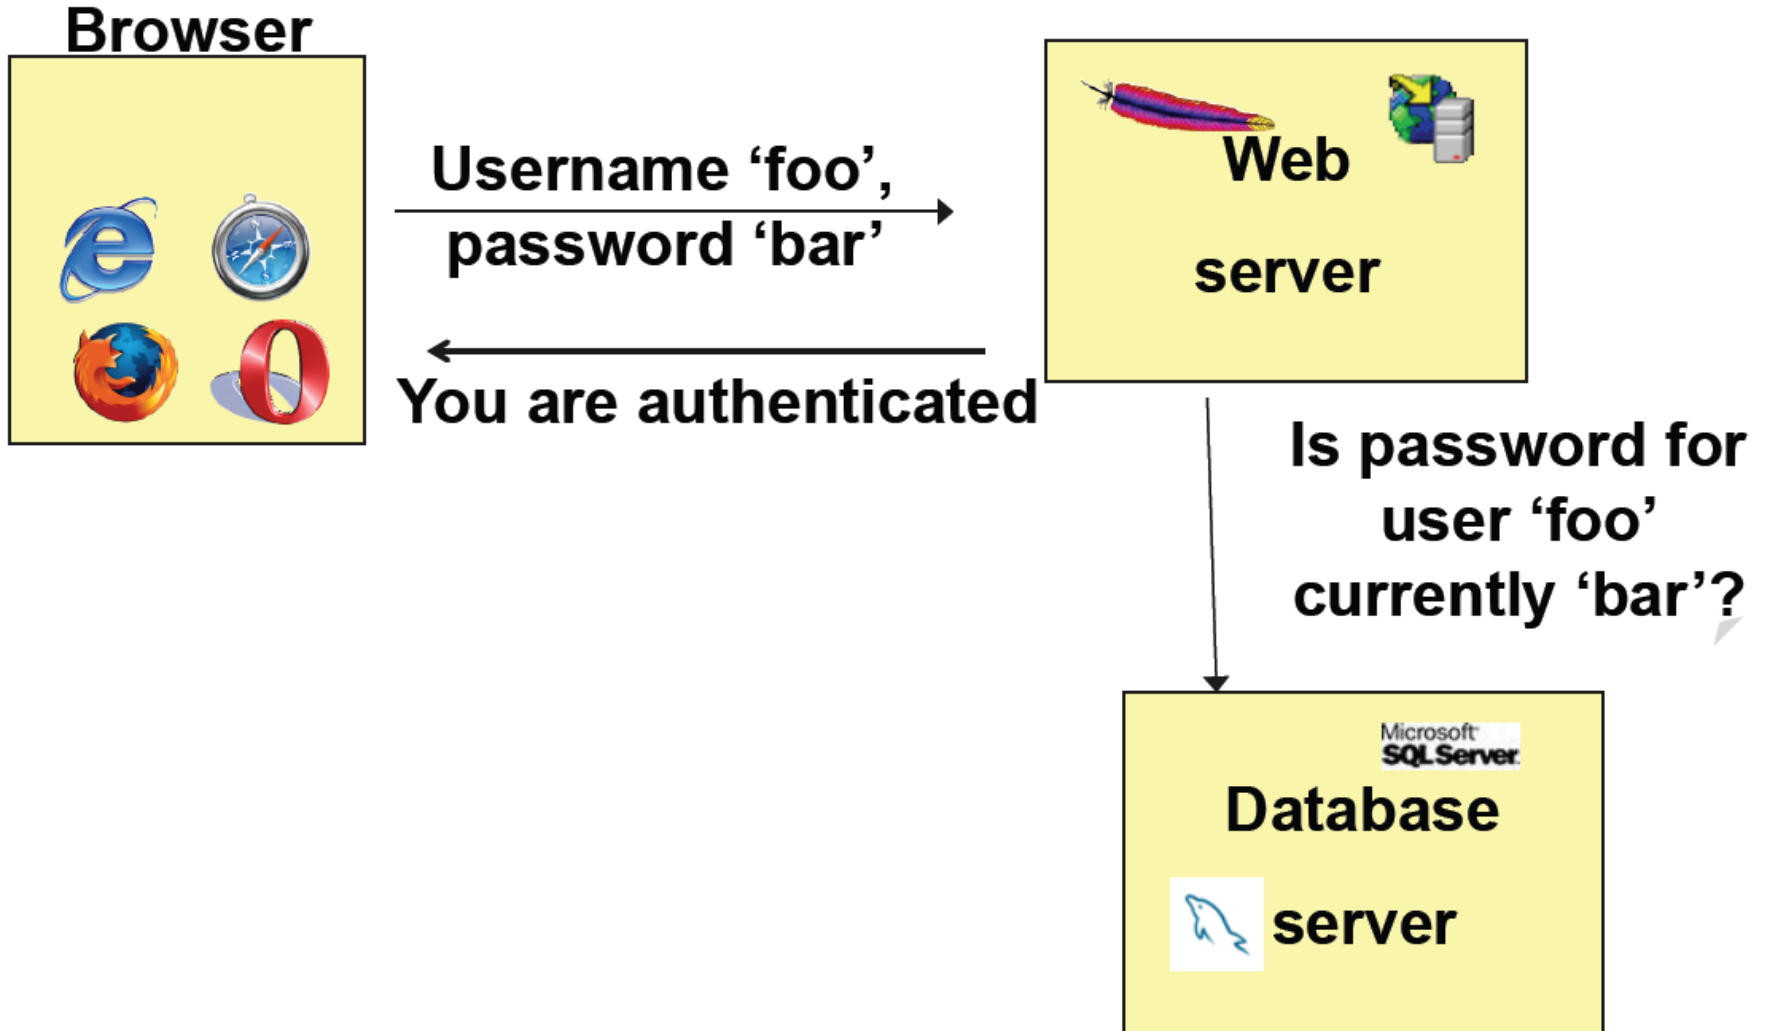 Browser
Username ‘foo’,
password ‘bar’
You are authenticated
Web
server
Is password for
user ‘foo’
currently ‘bar’?
Microsoft
SQL Server
Database
server